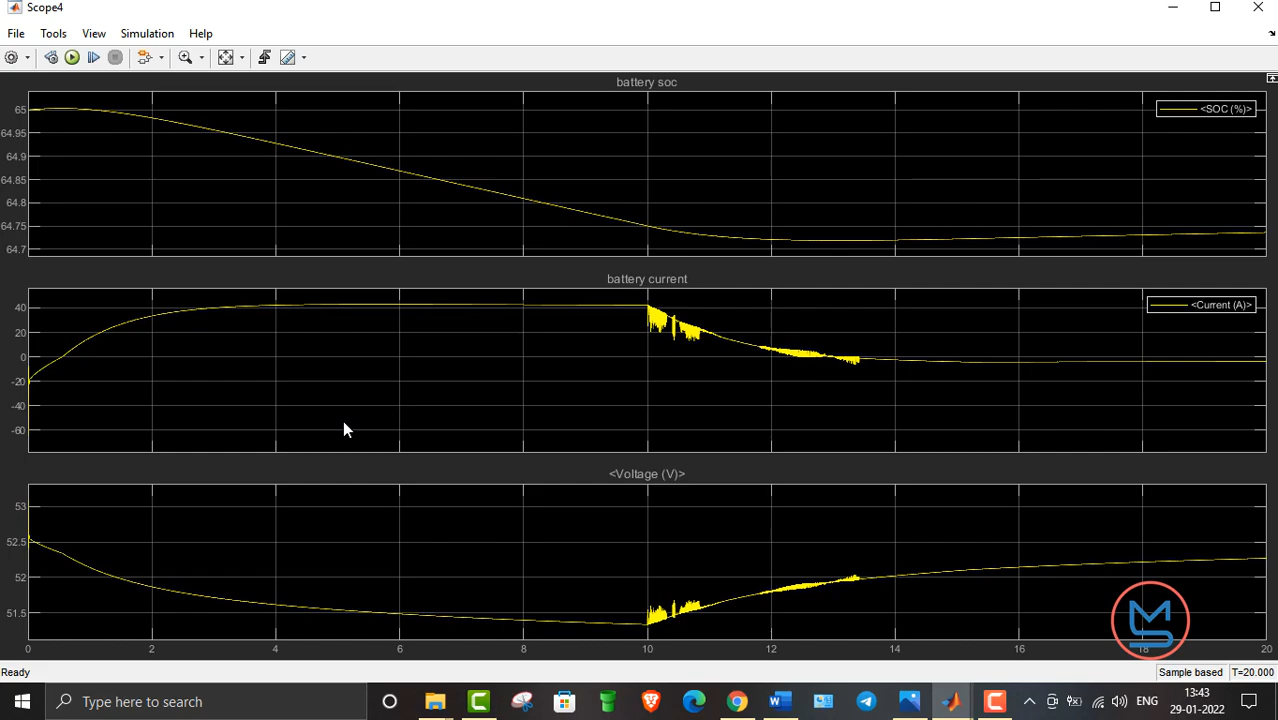 Scope4
File Tools View Simulation Help
battery soc
<SOC (%)>
65
64.95
64.9
64.85
64.8
64.75
64.7
battery current
<Current (A)>
40
20
0
-20
-40
-60
<Voltage (V)>
53
52.5
52
51.5
0 2 4 6 8 10 12 14 16 18 20
MS
Ready
Sample based T=20.000
Type here to search
ENG
13:43
29-01-2022